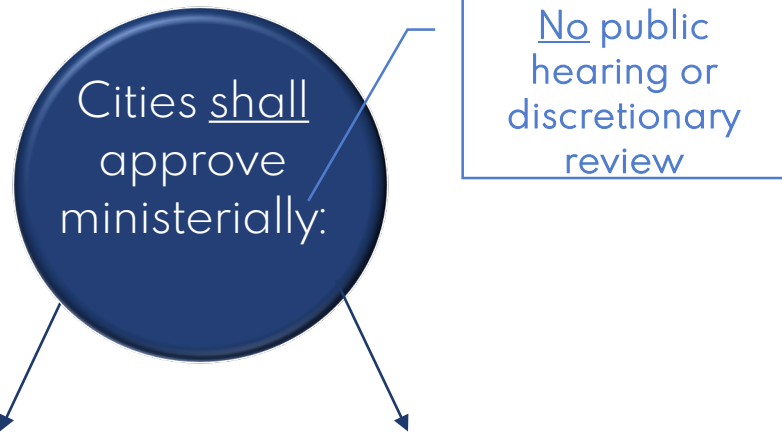 Cities shall
approve
ministerially:
No public
hearing or
discretionary
review